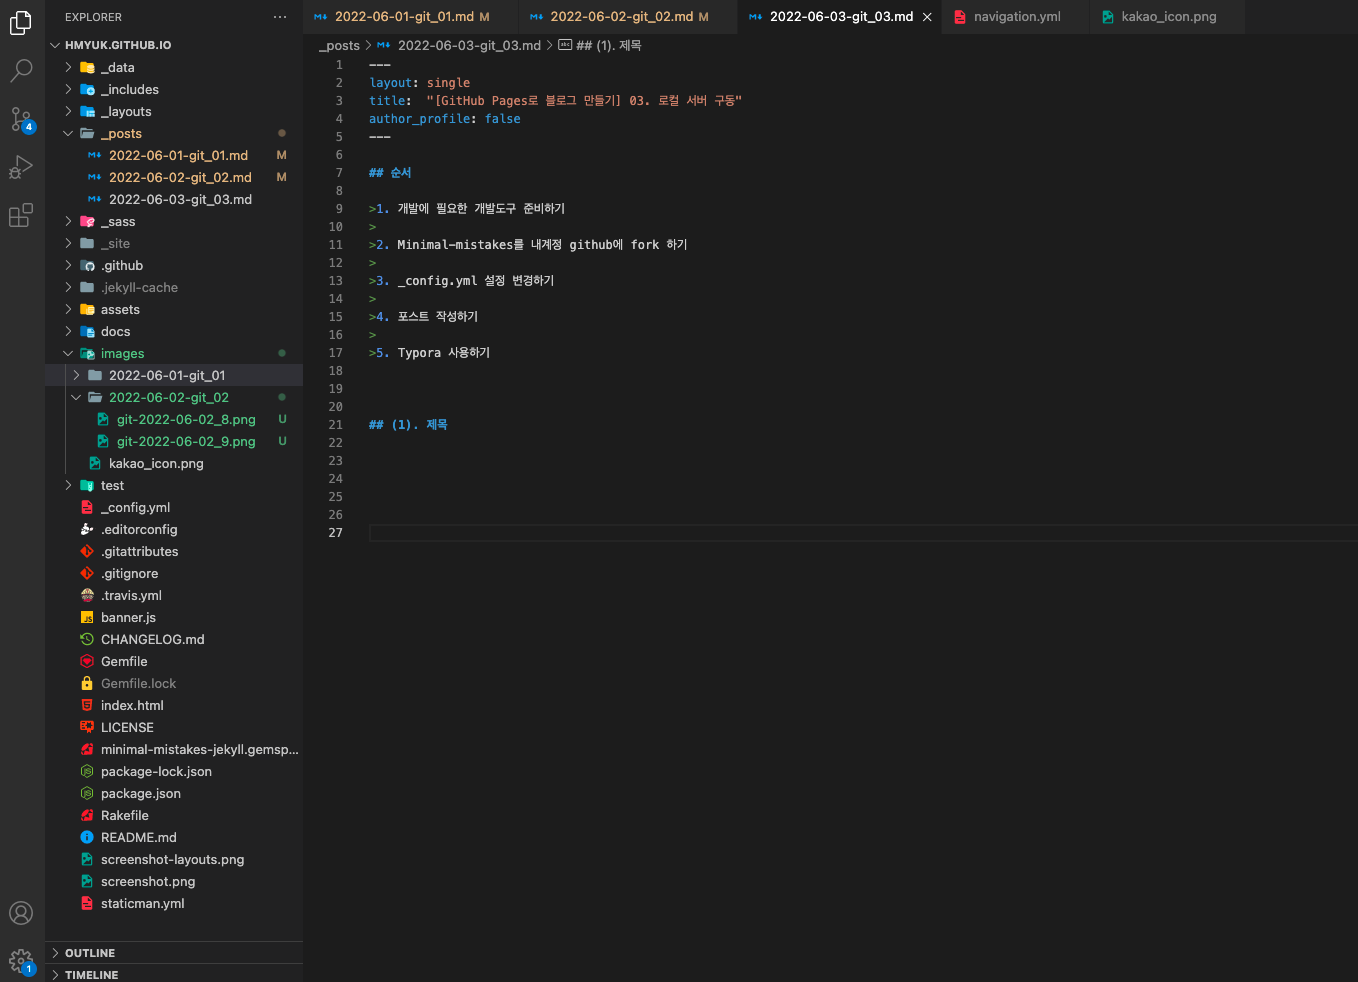 EXPLORER
HMYUK.GITHUB.IO
_data
_includes
_layouts
_posts
2022-06-01-git_01.md M
2022-06-02-git_02.md M
2022-06-03-git_03.md
_sass
_site
.github
.jekyll-cache
assets
docs
images
2022-06-01-git_01
2022-06-02-git_02
git-2022-06-02_8.png U
git-2022-06-02_9.png U
kakao_icon.png
test
_config.yml
.editorconfig
.gitattributes
.gitignore
.travis.yml
banner.js
CHANGELOG.md
Gemfile
Gemfile.lock
index.html
LICENSE
minimal-mistakes-jekyll.gemsp...
package-lock.json
package.json
Rakefile
README.md
screenshot-layouts.png
screenshot.png
staticman.yml
OUTLINE
TIMELINE
4
1
2022-06-01-git_01.md M
2022-06-02-git_02.md M
2022-06-03-git_03.md
navigation.yml
kakao_icon.png
_posts > 2022-06-03-git_03.md > ## (1). 제목
1 ---
2 layout: single
3 title: "[GitHub Pages로 블로그 만들기] 03. 로컬 서버 구동"
4 author_profile: false
5 ---
6
7 ## 순서
8
9 >1. 개발에 필요한 개발도구 준비하기
10 >
11 >2. Minimal-mistakes를 내계정 github에 fork 하기
12 >
13 >3. _config.yml 설정 변경하기
14 >
15 >4. 포스트 작성하기
16 >
17 >5. Typora 사용하기
18
19
20
21 ## (1). 제목
22
23
24
25
26
27